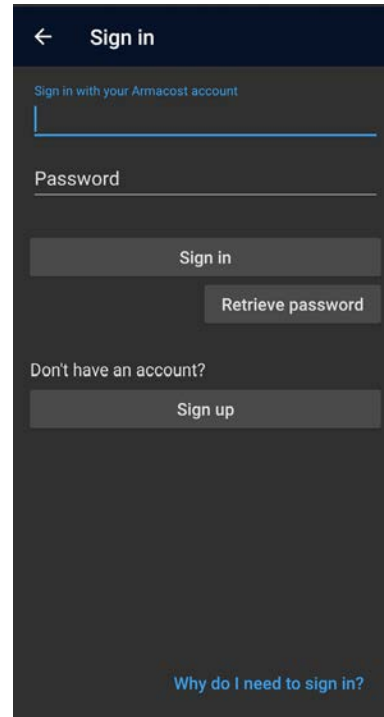 Sign in
Sign in with your Armacost account
Password
Sign in
Retrieve password
Don't have an account?
Sign up
Why do I need to sign in?